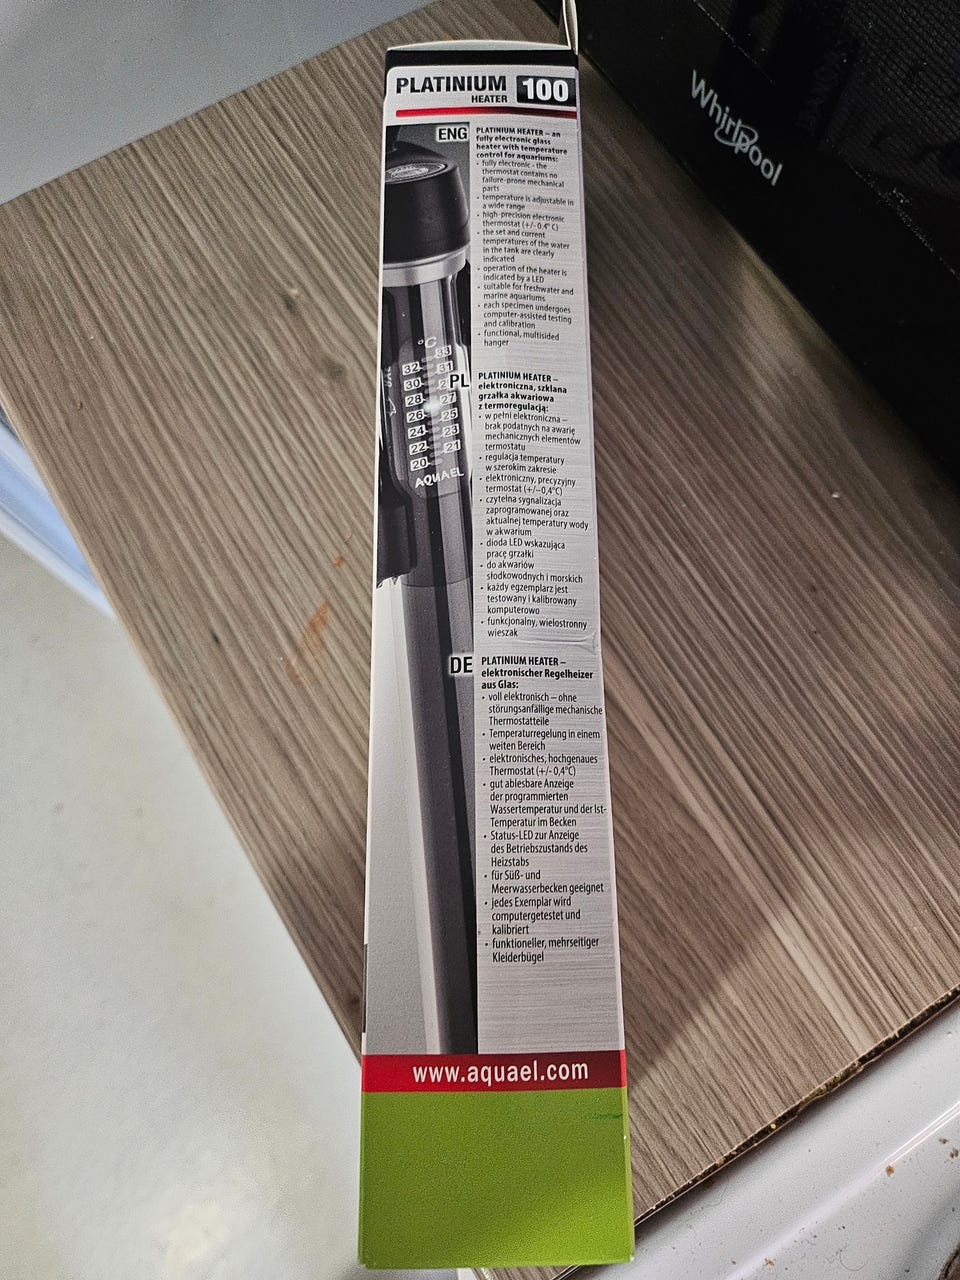 PLATINIUM
HEATER
100
Whirlpool
ENG
PLATINIUM HEATER – an
fully electronic glass
heater with temperature
control for aquariums:
• fully electronic - the
thermostat contains no
failure-prone mechanical
parts
• temperature is adjustable in
a wide range
• high-precision electronic
thermostat (+/- 0.4° C)
• the set and current
temperatures of the water
in the tank are clearly
indicated
• operation of the heater is
indicated by a LED
• suitable for freshwater and
marine aquariums
• each specimen undergoes
computer-assisted testing
and calibration
• functional, multisided
hanger
°C
33
32
31
30
28
27
26
25
24
23
22
21
20
AQUAEL
PL
PLATINIUM HEATER –
elektroniczna, szklana
grzałka akwariowa
z termoregulacją:
• w pełni elektroniczna –
brak podatnych na awarię
mechanicznych elementów
termostatu
• regulacja temperatury
w szerokim zakresie
• elektroniczny, precyzyjny
termostat (+/–0,4°C)
• czytelna sygnalizacja
zaprogramowanej oraz
aktualnej temperatury wody
w akwarium
• dioda LED wskazująca
pracę grzałki
• do akwariów
słodkowodnych i morskich
• każdy egzemplarz jest
testowany i kalibrowany
komputerowo
• funkcjonalny, wielostronny
wieszak
DE
PLATINIUM HEATER –
elektronischer Regelheizer
aus Glas:
• voll elektronisch – ohne
störungsanfällige mechanische
Thermostatteile
• Temperaturregelung in einem
weiten Bereich
• elektronisches, hochgenaues
Thermostat (+/- 0,4°C)
• gut ablesbare Anzeige
der programmierten
Wassertemperatur und der Ist-
Temperatur im Becken
• Status-LED zur Anzeige
des Betriebszustands des
Heizstabs
• für Süß- und
Meerwasserbecken geeignet
• jedes Exemplar wird
computergetestet und
kalibriert
• funktioneller, mehrseitiger
Kleiderbügel
www.aquael.com